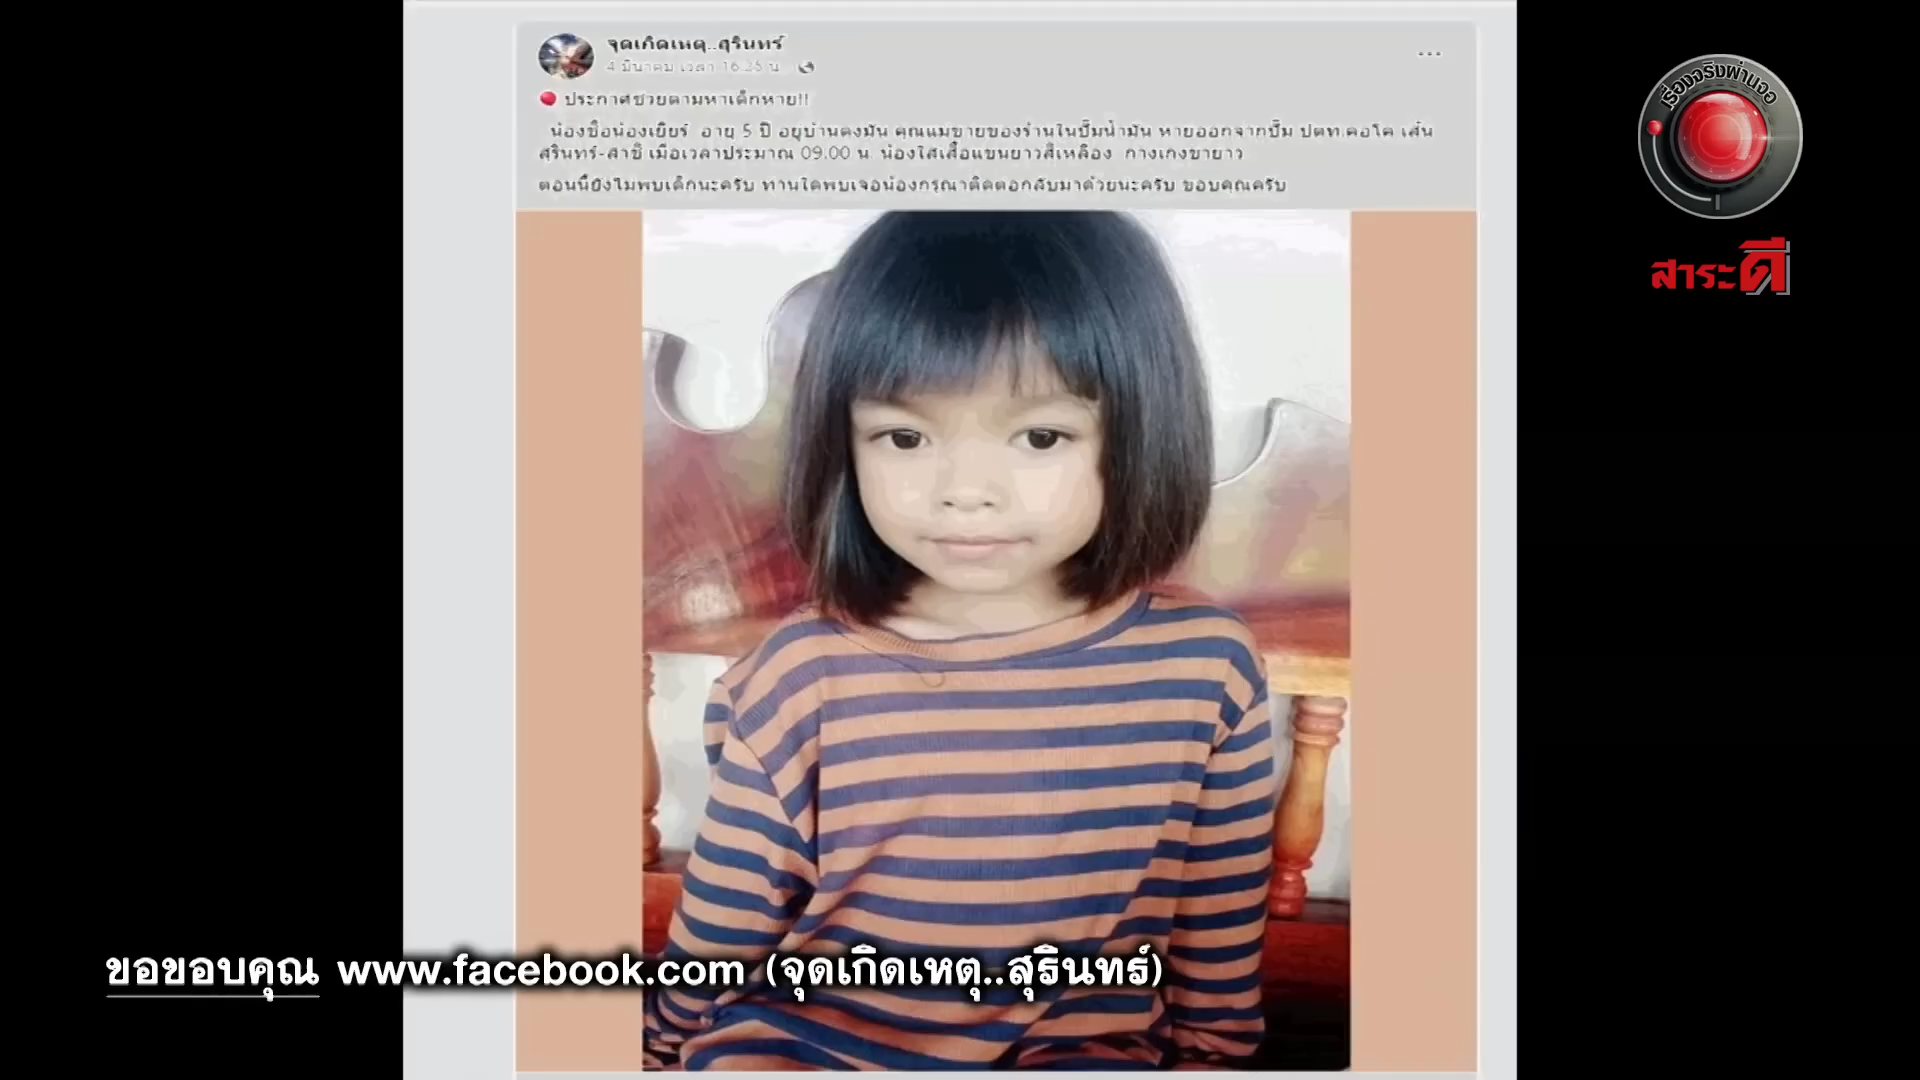 จุดเกิดเหตุ..สุรินทร์
4 มีนาคม เวลา 16.25 น.
ประกาศช่วยตามหาเด็กหาย!!
น้องชื่อน้องเยียร์ อายุ 5 ปี อยู่บ้านดงมัน คุณแม่ขายของร้านในปั๊มน้ำมัน หายออกจากปั๊ม ปตท.คอโค เส้น
สุรินทร์-สาชิ เมื่อเวลาประมาณ 09.00 น. น้องใส่เสื้อแขนยาวสีเหลือง กางเกงขายาว
ตอนนี้ยังไม่พบเด็กนะครับ ท่านใดพบเจอน้องกรุณาติดต่อกลับมาด้วยนะครับ ขอบคุณครับ
เรื่องจริงผ่านจอ
สาระดี
ขอขอบคุณ www.facebook.com (จุดเกิดเหตุ..สุรินทร์)